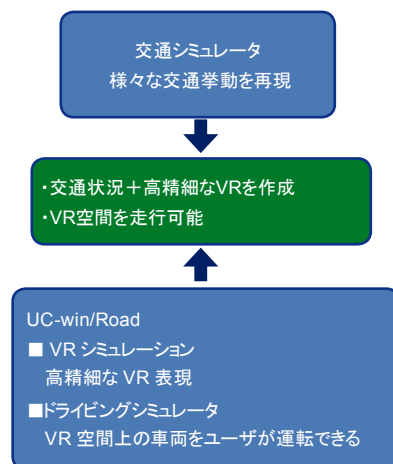 交通シミュレータ
様々な交通挙動を再現
・交通状況＋高精細なVRを作成
・VR空間を走行可能
UC-win/Road
■ VR シミュレーション
高精細な VR 表現
■ドライビングシミュレータ
VR 空間上の車両をユーザが運転できる